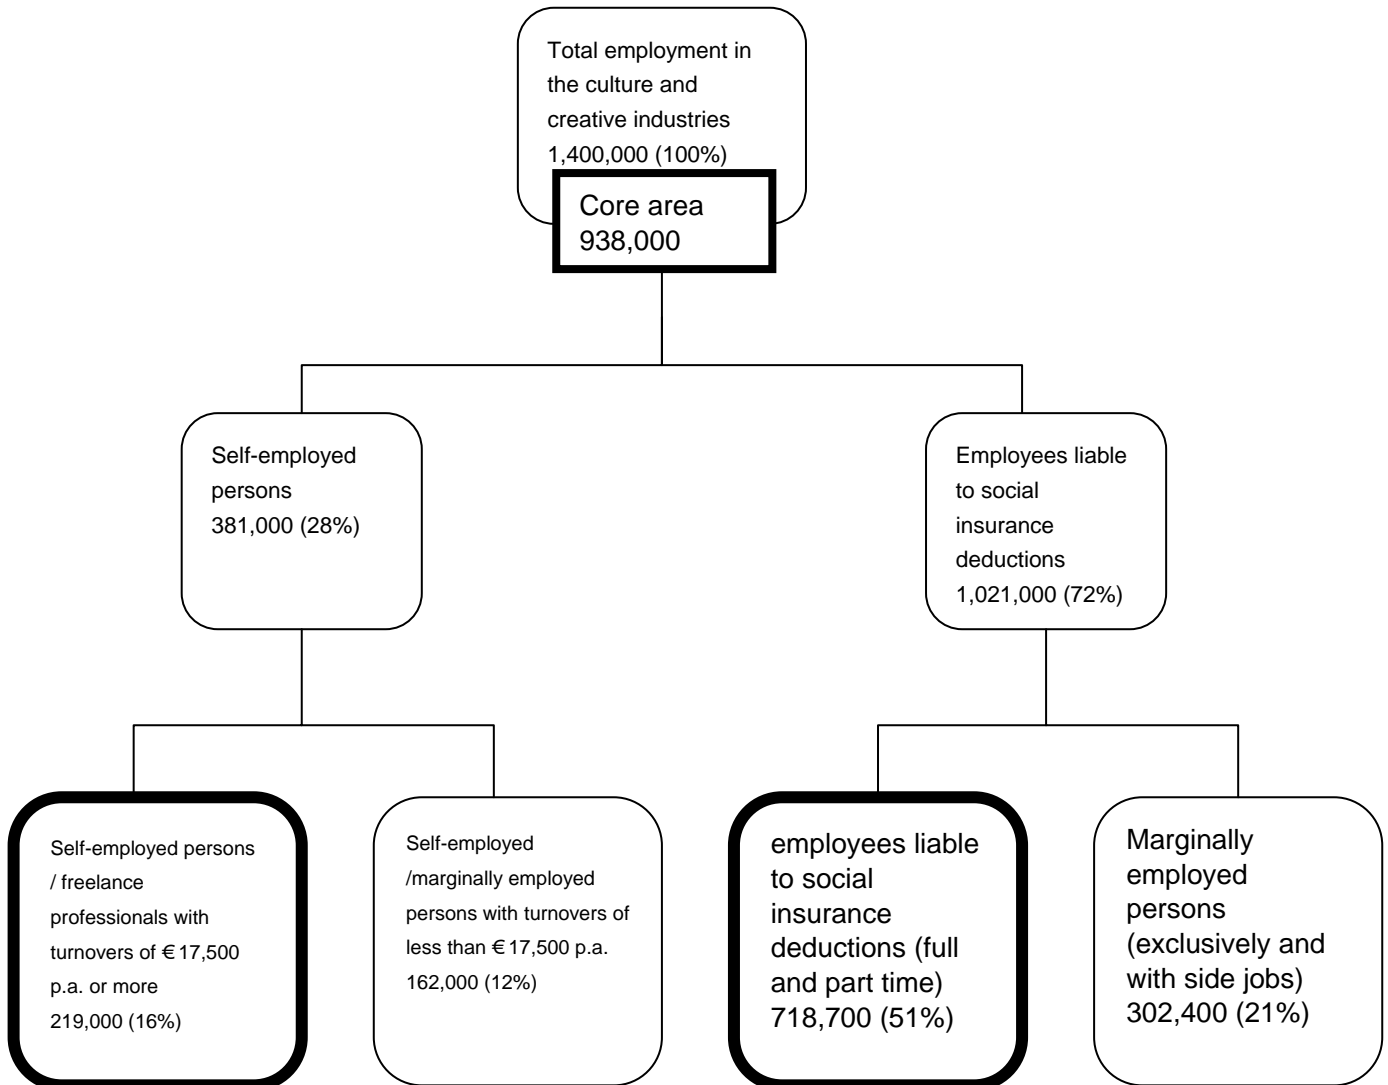 Total employment in
the culture and
creative industries
1,400,000 (100%)
Core area
938,000
Self-employed
persons
381,000 (28%)
Employees liable
to social
insurance
deductions
1,021,000 (72%)
Self-employed persons
/ freelance
professionals with
turnovers of € 17,500
p.a. or more
219,000 (16%)
Self-employed
/marginally employed
persons with turnovers of
less than € 17,500 p.a.
162,000 (12%)
employees liable
to social
insurance
deductions (full
and part time)
718,700 (51%)
Marginally
employed
persons
(exclusively and
with side jobs)
302,400 (21%)